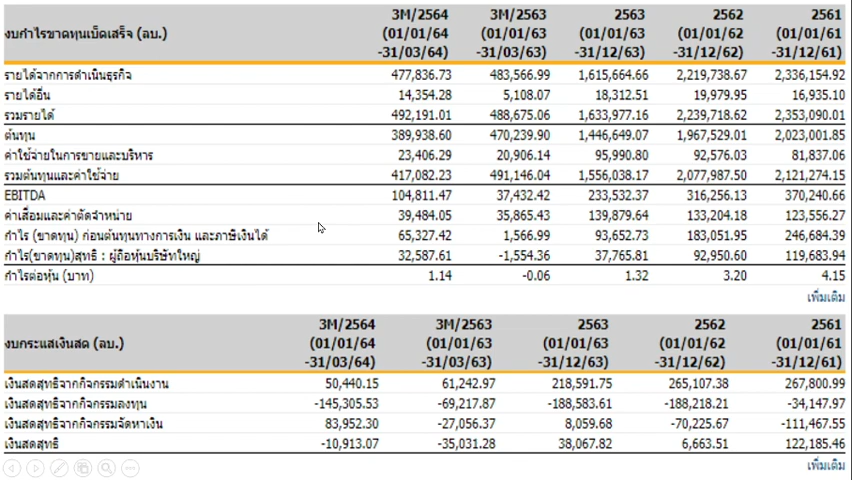 งบกำไรขาดทุนเบ็ดเสร็จ (ลบ.) 3M/2564 (01/01/64 -31/03/64) 3M/2563 (01/01/63 -31/03/63) 2563 (01/01/63 -31/12/63) 2562 (01/01/62 -31/12/62) 2561 (01/01/61 -31/12/61)
รายได้จากการดำเนินธุรกิจ 477,836.73 483,566.99 1,615,664.66 2,219,738.67 2,336,154.92
รายได้อื่น 14,354.28 5,108.07 18,312.51 19,979.95 16,935.10
รวมรายได้ 492,191.01 488,675.06 1,633,977.16 2,239,718.62 2,353,090.01
ต้นทุน 389,938.60 470,239.90 1,446,649.07 1,967,529.01 2,023,001.85
ค่าใช้จ่ายในการขายและบริหาร 23,406.29 20,906.14 95,990.80 92,576.03 81,837.06
รวมต้นทุนและค่าใช้จ่าย 417,082.23 491,146.04 1,556,038.17 2,077,987.50 2,121,274.15
EBITDA 104,811.47 37,432.42 233,532.37 316,256.13 370,240.66
ค่าเสื่อมและค่าตัดจำหน่าย 39,484.05 35,865.43 139,879.64 133,204.18 123,556.27
กำไร (ขาดทุน) ก่อนต้นทุนทางการเงิน และภาษีเงินได้ 65,327.42 1,566.99 93,652.73 183,051.95 246,684.39
กำไร(ขาดทุน)สุทธิ : ผู้ถือหุ้นบริษัทใหญ่ 32,587.61 -1,554.36 37,765.81 92,950.60 119,683.94
กำไรต่อหุ้น (บาท) 1.14 -0.06 1.32 3.20 4.15
เพิ่มเติม
งบกระแสเงินสด (ลบ.) 3M/2564 (01/01/64 -31/03/64) 3M/2563 (01/01/63 -31/03/63) 2563 (01/01/63 -31/12/63) 2562 (01/01/62 -31/12/62) 2561 (01/01/61 -31/12/61)
เงินสดสุทธิจากกิจกรรมดำเนินงาน 50,440.15 61,242.97 218,591.75 265,107.38 267,800.99
เงินสดสุทธิจากกิจกรรมลงทุน -145,305.53 -69,217.87 -188,583.61 -188,218.21 -34,147.97
เงินสดสุทธิจากกิจกรรมจัดหาเงิน 83,952.30 -27,056.37 8,059.68 -70,225.67 -111,467.55
เงินสดสุทธิ -10,913.07 -35,031.28 38,067.82 6,663.51 122,185.46
เพิ่มเติม